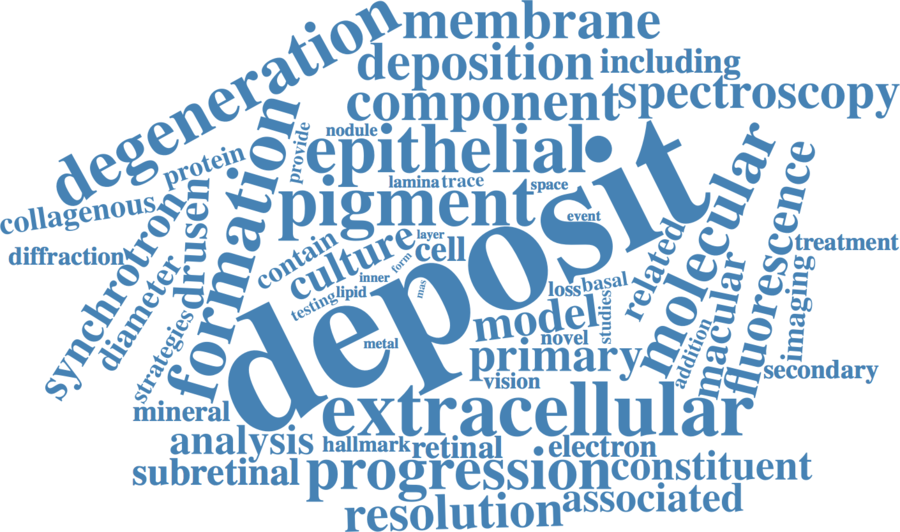 membrane
degeneration
deposition
including
component
spectroscopy
nodule
provide
epithelial
formation
protein
lamina
trace
space
pigment
deposit
event
molecular
fluorescence
collagenous
drusen
synchrotron
diffraction
diameter
contain
culture
layer
cell
form
inner
mas
testing
lipid
related
treatment
loss
basal
studies
model
novel
macular
imaging
addition
strategies
metal
primary
vision
secondary
mineral
extracellular
analysis
hallmark
retinal
electron
subretinal
progression
constituent
resolution
associated